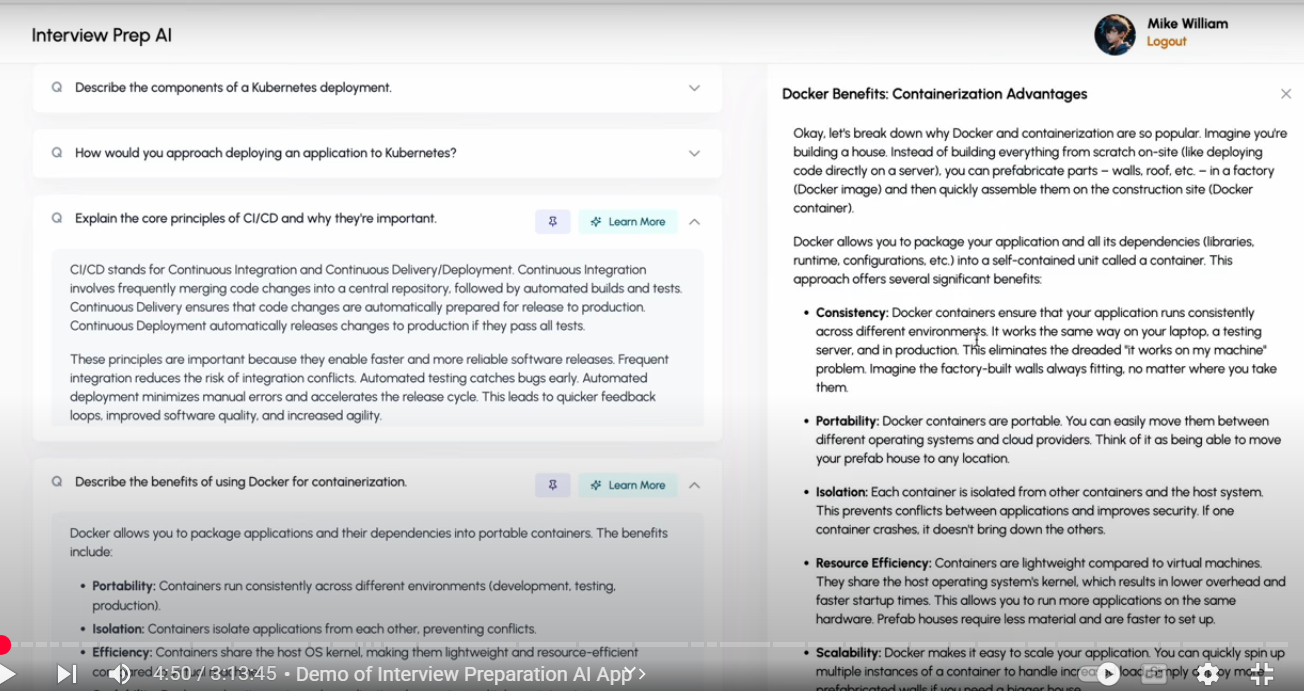 Interview Prep AI
Mike William
Logout
Q Describe the components of a Kubernetes deployment.
Q How would you approach deploying an application to Kubernetes?
Q Explain the core principles of CI/CD and why they're important.
Learn More
CI/CD stands for Continuous Integration and Continuous Delivery/Deployment. Continuous Integration
involves frequently merging code changes into a central repository, followed by automated builds and tests.
Continuous Delivery ensures that code changes are automatically prepared for release to production.
Continuous Deployment automatically releases changes to production if they pass all tests.
These principles are important because they enable faster and more reliable software releases. Frequent
integration reduces the risk of integration conflicts. Automated testing catches bugs early. Automated
deployment minimizes manual errors and accelerates the release cycle. This leads to quicker feedback
loops, improved software quality, and increased agility.
Q Describe the benefits of using Docker for containerization.
Learn More
Docker allows you to package applications and their dependencies into portable containers. The benefits
include:
• Portability: Containers run consistently across different environments (development, testing,
production).
• Isolation: Containers isolate applications from each other, preventing conflicts.
• Efficiency: Containers share the host OS kernel, making them lightweight and resource-efficient
Docker Benefits: Containerization Advantages
Okay, let's break down why Docker and containerization are so popular. Imagine you're
building a house. Instead of building everything from scratch on-site (like deploying
code directly on a server), you can prefabricate parts – walls, roof, etc. – in a factory
(Docker image) and then quickly assemble them on the construction site (Docker
container).
Docker allows you to package your application and all its dependencies (libraries,
runtime, configurations, etc.) into a self-contained unit called a container. This
approach offers several significant benefits:
• Consistency: Docker containers ensure that your application runs consistently
across different environments. It works the same way on your laptop, a testing
server, and in production. This eliminates the dreaded "it works on my machine"
problem. Imagine the factory-built walls always fitting, no matter where you take
them.
• Portability: Docker containers are portable. You can easily move them between
different operating systems and cloud providers. Think of it as being able to move
your prefab house to any location.
• Isolation: Each container is isolated from other containers and the host system.
This prevents conflicts between applications and improves security. If one
container crashes, it doesn't bring down the others.
• Resource Efficiency: Containers are lightweight compared to virtual machines.
They share the host operating system's kernel, which results in lower overhead and
faster startup times. This allows you to run more applications on the same
hardware. Prefab houses require less material and are faster to set up.
• Scalability: Docker makes it easy to scale your application. You can quickly spin up
multiple instances of a container to handle
prefabricated walls if you need a bigger house.
4:50 / 3:13:45 • Demo of Interview Preparation AI App